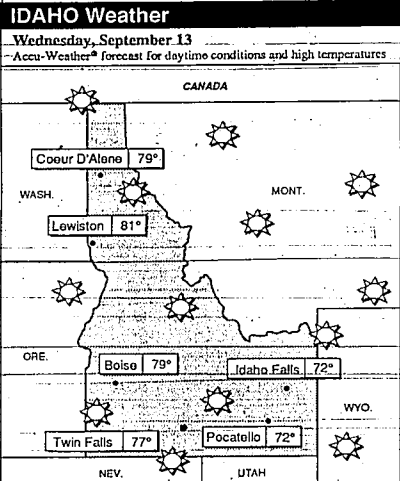 IDAHO Weather
Wednesday, September 13
Accu-Weather® forecast for daytime conditions and high temperatures
CANADA
Coeur D'Alene 79°
WASH.
MONT.
Lewiston 81°
ORE.
Boise 79°
Idaho Falls 72°
WYO.
Twin Falls 77°
Pocatello 72°
NEV.
UTAH